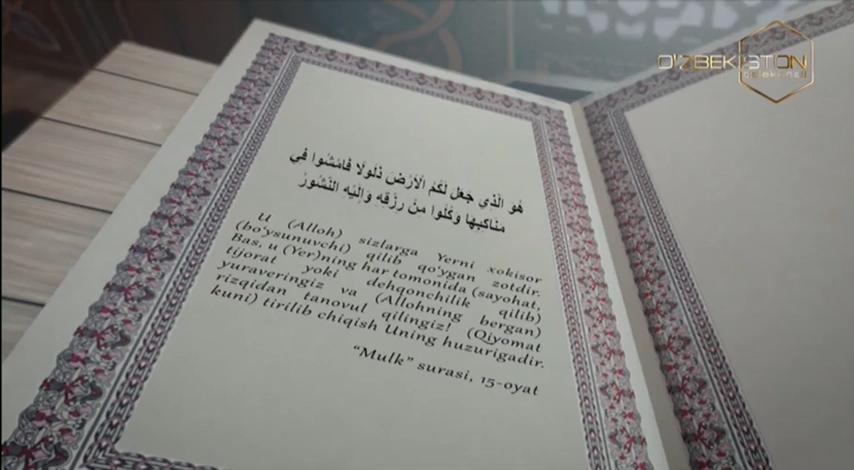 O'ZBEKISTON
telekanali
هُوَ الَّذِي جَعَلَ لَكُمُ الْأَرْضَ ذَلُولًا فَامْشُوا فِي
مَنَاكِبِهَا وَكُلُوا مِنْ رِزْقِهِ وَإِلَيْهِ النُّشُورُ
U (Alloh) sizlarga Yerni xokisor
(bo'ysunuvchi) qilib qo'ygan zotdir.
Bas, u (Yer)ning har tomonida (sayohat,
tijorat yoki dehqonchilik qilib)
yuraveringiz va (Allohning bergan)
rizqidan tanovul qilingiz! (Qiyomat
kuni) tirilib chiqish Uning huzurigadir.
“Mulk” surasi, 15-oyat